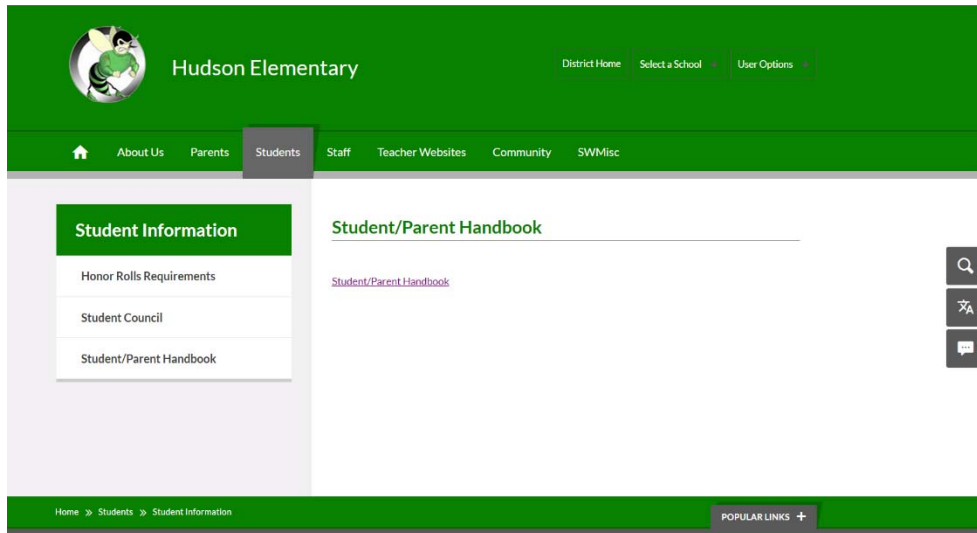 Hudson Elementary
District Home Select a School User Options
About Us Parents Students Staff Teacher Websites Community SWMisc
Student Information
Honor Rolls Requirements
Student Council
Student/Parent Handbook
Student/Parent Handbook
Student/Parent Handbook
Home » Students » Student Information
POPULAR LINKS +